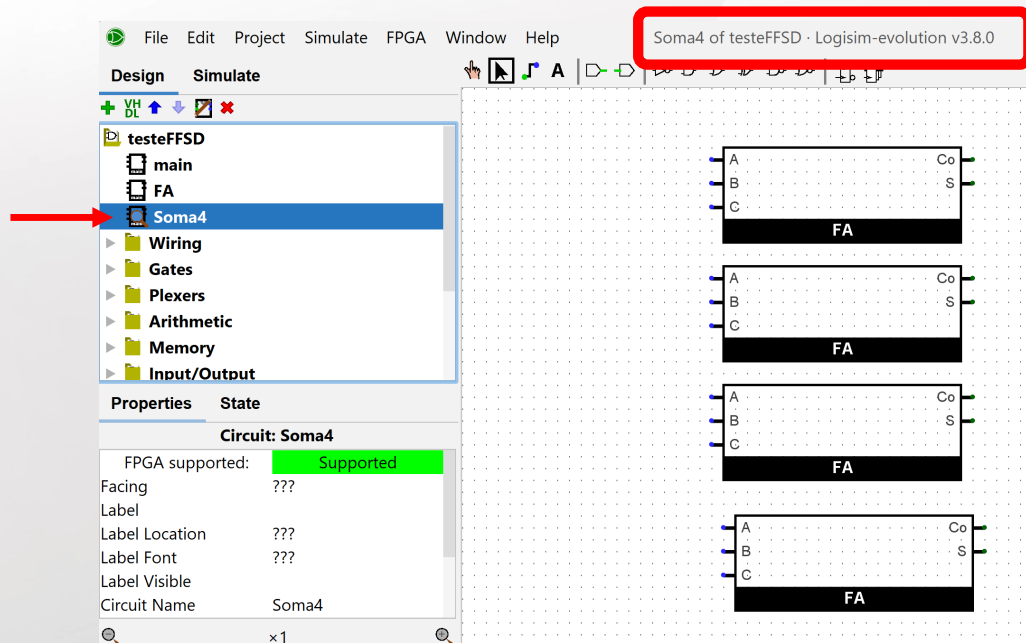 File Edit Project Simulate FPGA Window Help
Soma4 of testeFFSD · Logisim-evolution v3.8.0
Design Simulate
A
VH
DL
testeFFSD
main
FA
Soma4
Wiring
Gates
Plexers
Arithmetic
Memory
Input/Output
Properties State
Circuit: Soma4
FPGA supported: Supported
Facing ???
Label
Label Location ???
Label Font ???
Label Visible
Circuit Name Soma4
×1
A Co
B S
C
FA
A Co
B S
C
FA
A Co
B S
C
FA
A Co
B S
C
FA